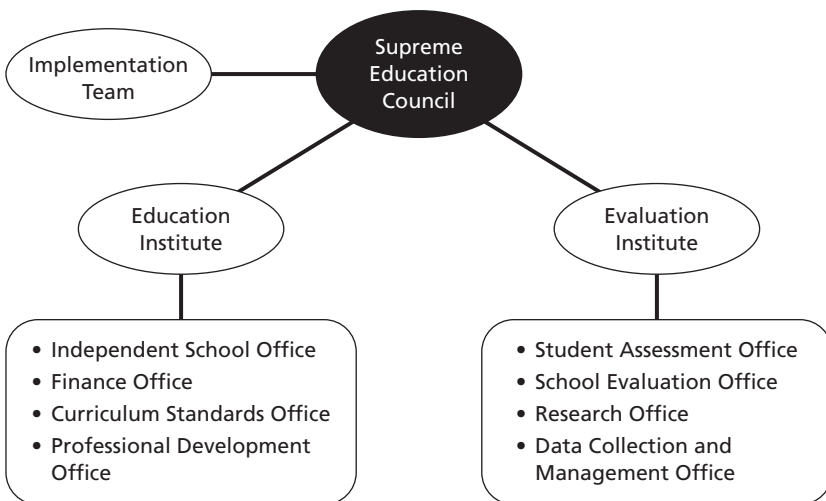 Supreme
Education
Council
Implementation
Team
Education
Institute
Evaluation
Institute
• Independent School Office
• Finance Office
• Curriculum Standards Office
• Professional Development
Office
• Student Assessment Office
• School Evaluation Office
• Research Office
• Data Collection and
Management Office